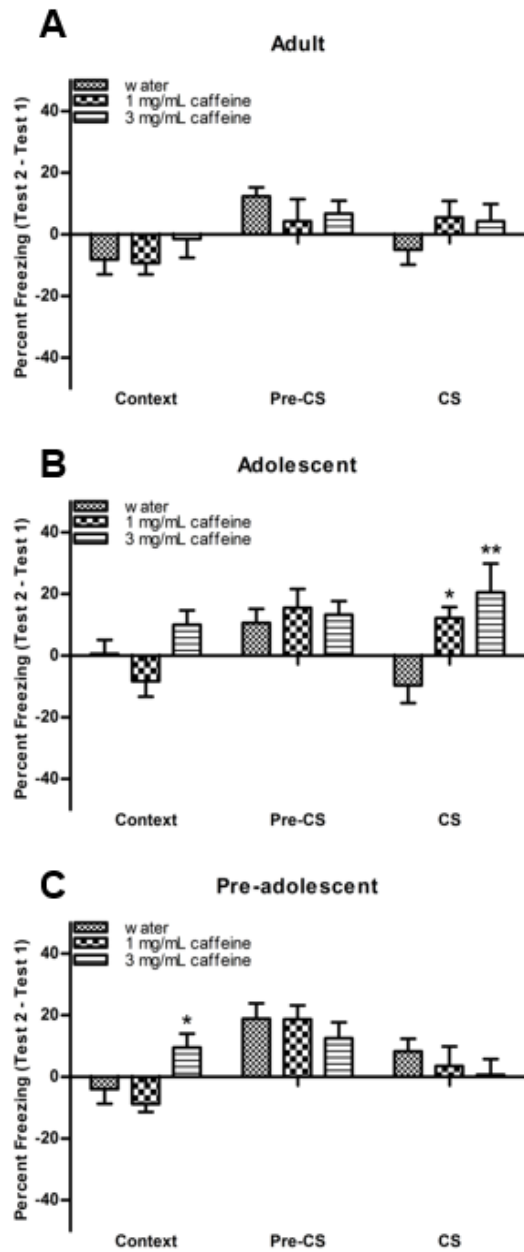 A
Adult
water
1 mg/mL caffeine
3 mg/mL caffeine
Percent Freezing (Test 2 - Test 1)
40
20
0
-20
-40
Context Pre-CS CS
B
Adolescent
water
1 mg/mL caffeine
3 mg/mL caffeine
Percent Freezing (Test 2 - Test 1)
40
20
0
-20
-40
* **
Context Pre-CS CS
C
Pre-adolescent
water
1 mg/mL caffeine
3 mg/mL caffeine
Percent Freezing (Test 2 - Test 1)
40
20
0
-20
-40
*
Context Pre-CS CS